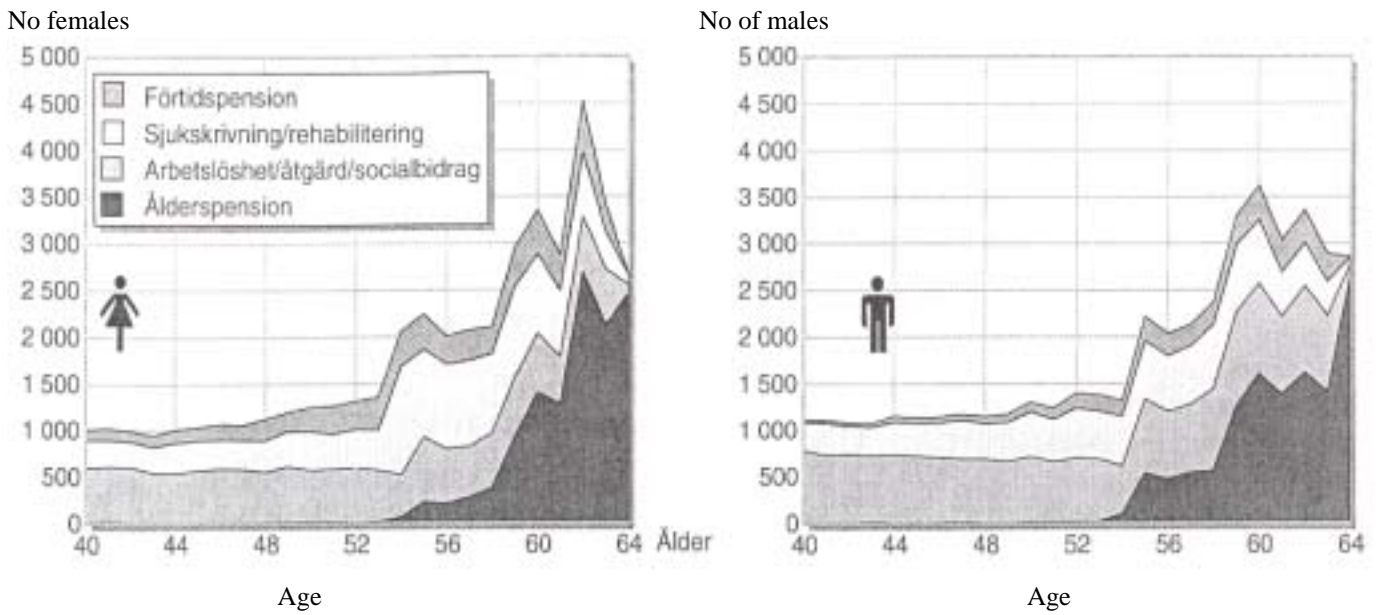 No females
5 000
4 500
4 000
3 500
3 000
2 500
2 000
1 500
1 000
500
0
Förtidspension
Sjukskrivning/rehabilitering
Arbetslöshet/åtgärd/socialbidrag
Ålderspension
40 44 48 52 56 60 64 Ålder
Age
No of males
5 000
4 500
4 000
3 500
3 000
2 500
2 000
1 500
1 000
500
0
40 44 48 52 56 60 64
Age